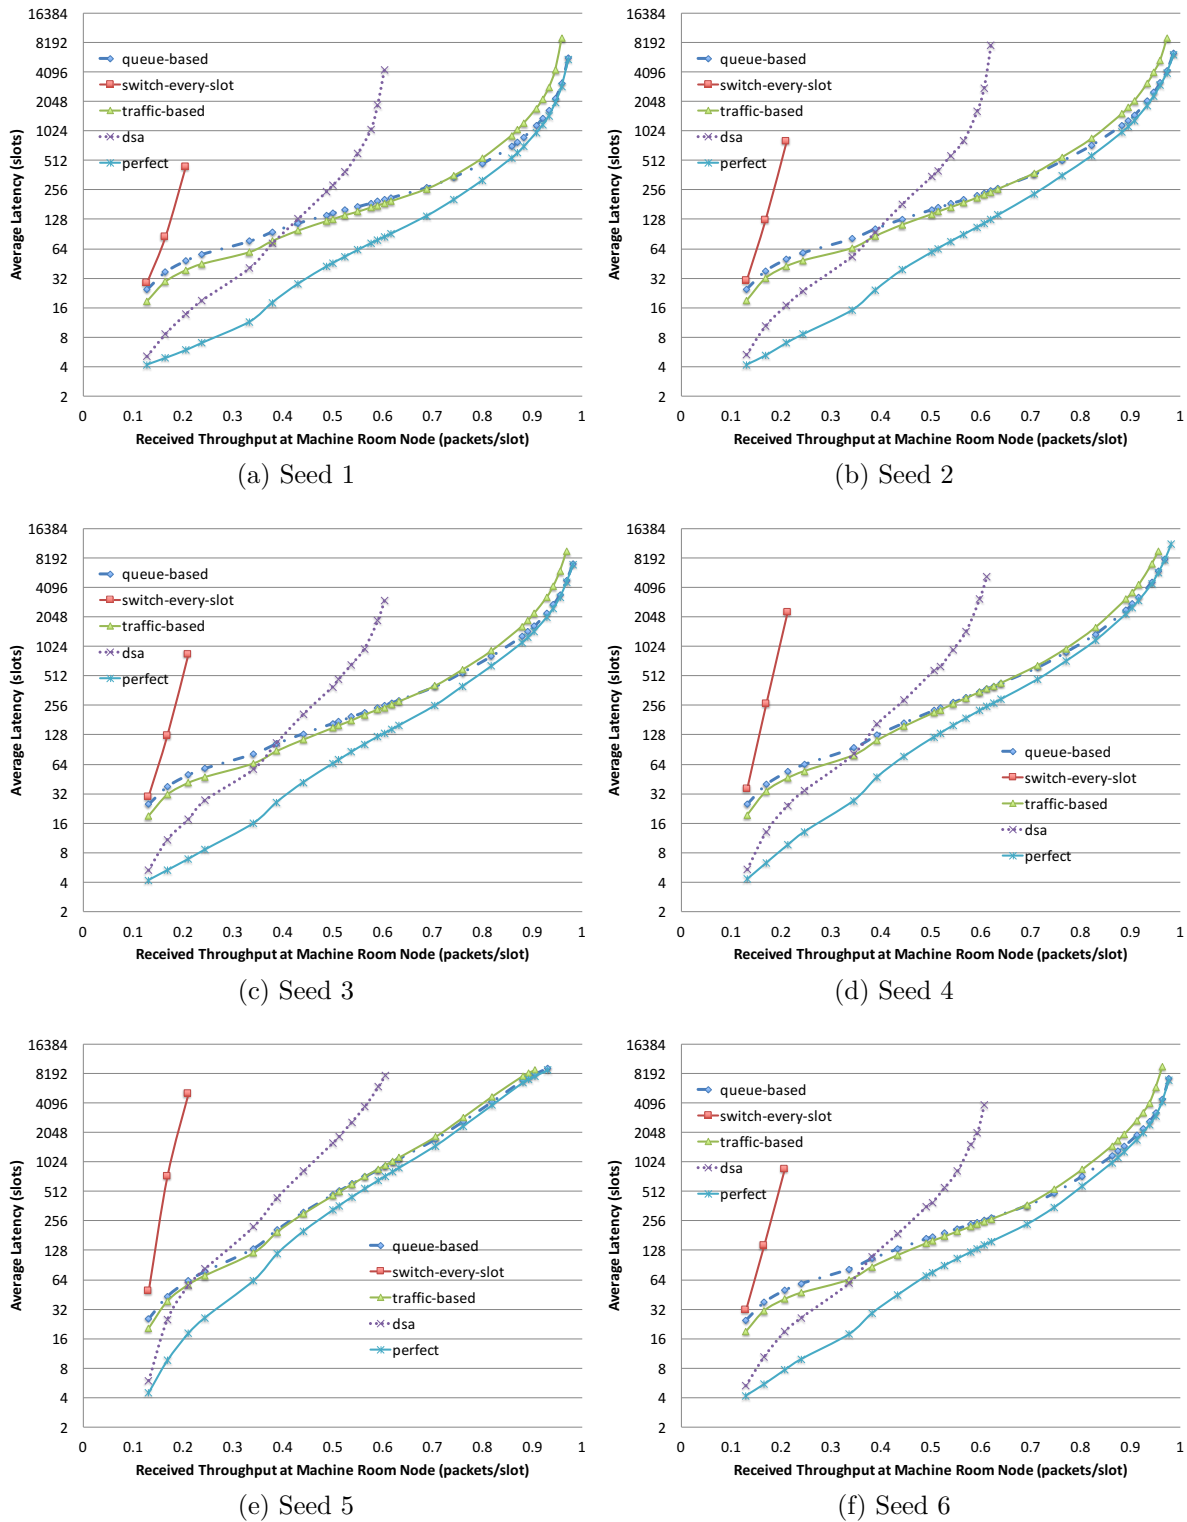 16384
8192
4096
2048
1024
512
256
128
64
32
16
8
4
2
Average Latency (slots)
queue-based
switch-every-slot
traffic-based
dsa
perfect
0 0.1 0.2 0.3 0.4 0.5 0.6 0.7 0.8 0.9 1
Received Throughput at Machine Room Node (packets/slot)
(a) Seed 1
16384
8192
4096
2048
1024
512
256
128
64
32
16
8
4
2
Average Latency (slots)
queue-based
switch-every-slot
traffic-based
dsa
perfect
0 0.1 0.2 0.3 0.4 0.5 0.6 0.7 0.8 0.9 1
Received Throughput at Machine Room Node (packets/slot)
(b) Seed 2
16384
8192
4096
2048
1024
512
256
128
64
32
16
8
4
2
Average Latency (slots)
queue-based
switch-every-slot
traffic-based
dsa
perfect
0 0.1 0.2 0.3 0.4 0.5 0.6 0.7 0.8 0.9 1
Received Throughput at Machine Room Node (packets/slot)
(c) Seed 3
16384
8192
4096
2048
1024
512
256
128
64
32
16
8
4
2
Average Latency (slots)
queue-based
switch-every-slot
traffic-based
dsa
perfect
0 0.1 0.2 0.3 0.4 0.5 0.6 0.7 0.8 0.9 1
Received Throughput at Machine Room Node (packets/slot)
(d) Seed 4
16384
8192
4096
2048
1024
512
256
128
64
32
16
8
4
2
Average Latency (slots)
queue-based
switch-every-slot
traffic-based
dsa
perfect
0 0.1 0.2 0.3 0.4 0.5 0.6 0.7 0.8 0.9 1
Received Throughput at Machine Room Node (packets/slot)
(e) Seed 5
16384
8192
4096
2048
1024
512
256
128
64
32
16
8
4
2
Average Latency (slots)
queue-based
switch-every-slot
traffic-based
dsa
perfect
0 0.1 0.2 0.3 0.4 0.5 0.6 0.7 0.8 0.9 1
Received Throughput at Machine Room Node (packets/slot)
(f) Seed 6